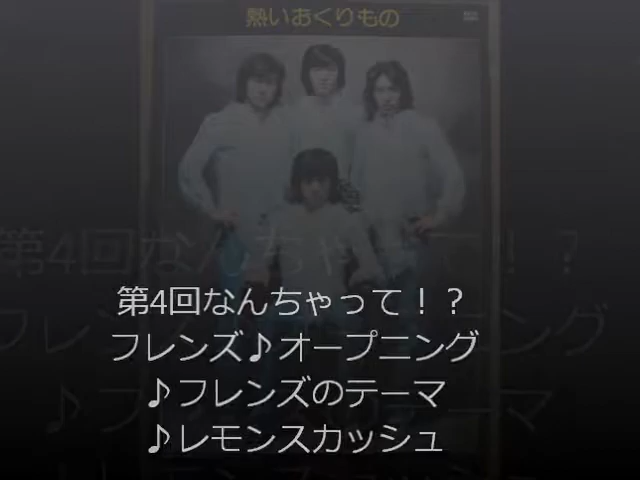 熱いおくりもの
第4回なんちゃって！？
フレンズ♪オープニング
♪フレンズのテーマ
♪レモンスカッシュ